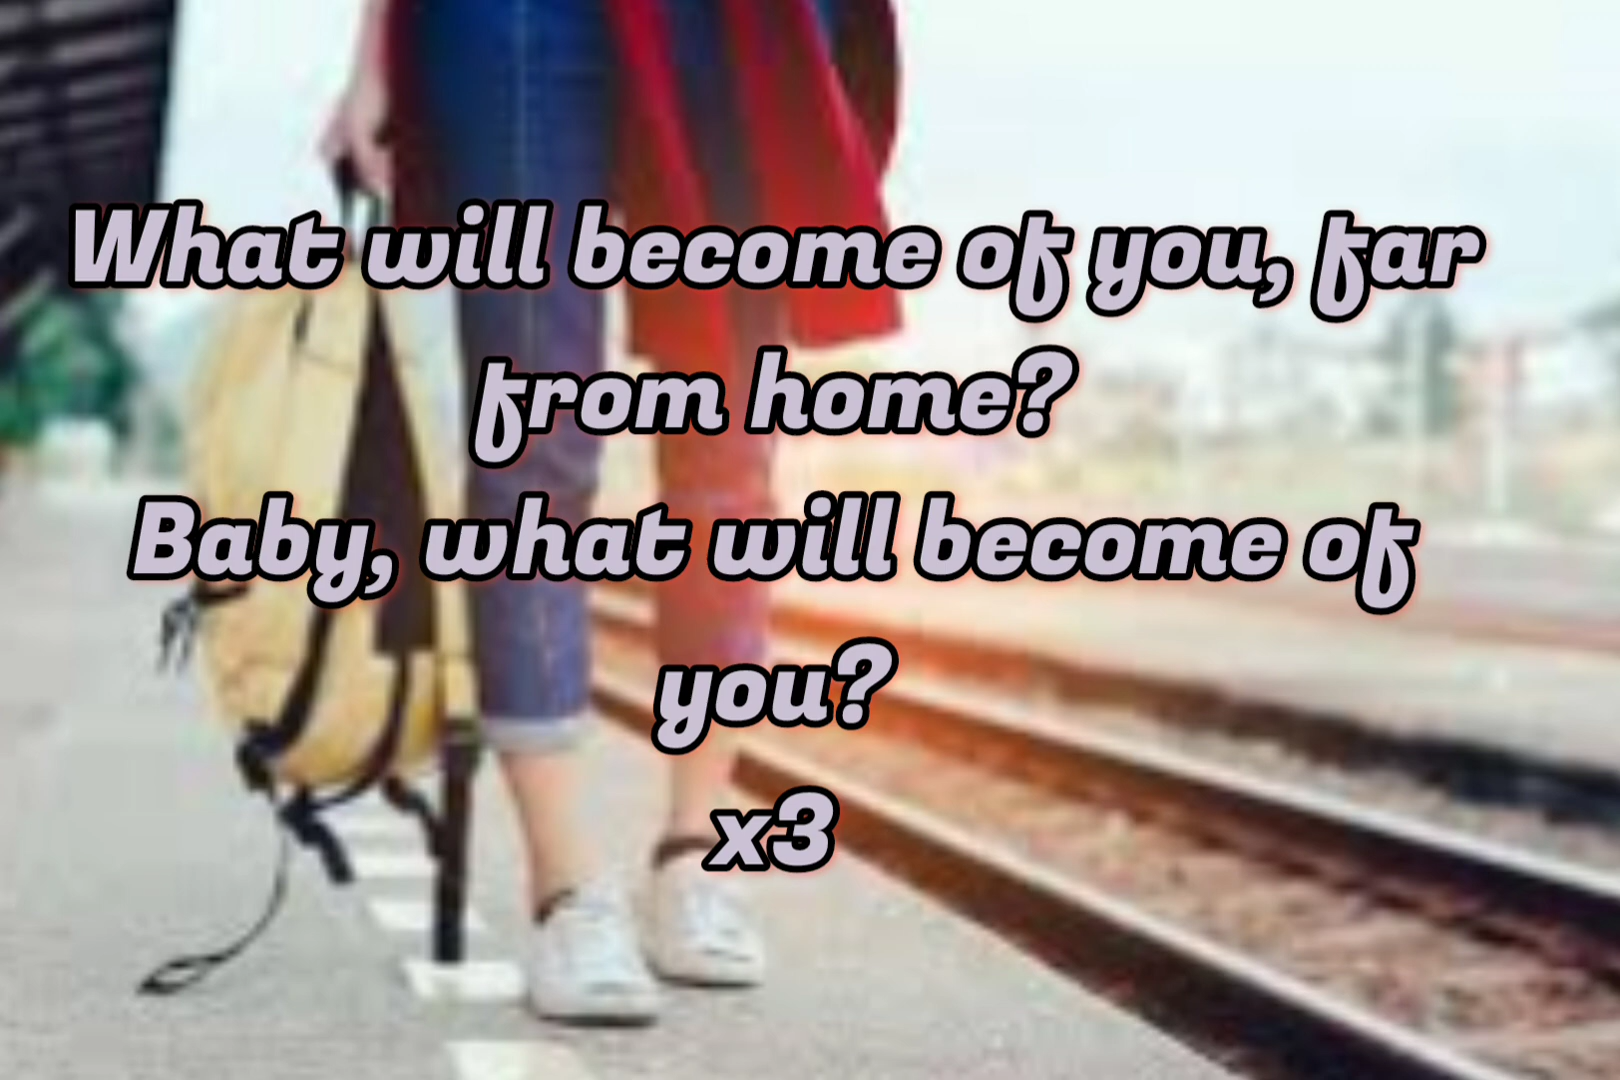 What will become of you, far
from home?
Baby, what will become of
you?
x3